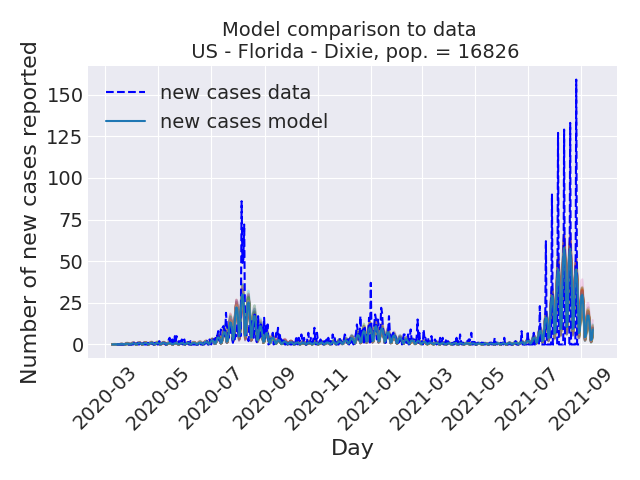 Model comparison to data
US - Florida - Dixie, pop. = 16826
new cases data
new cases model
Number of new cases reported
150
125
100
75
50
25
0
2020-03
2020-05
2020-07
2020-09
2020-11
2021-01
2021-03
2021-05
2021-07
2021-09
Day